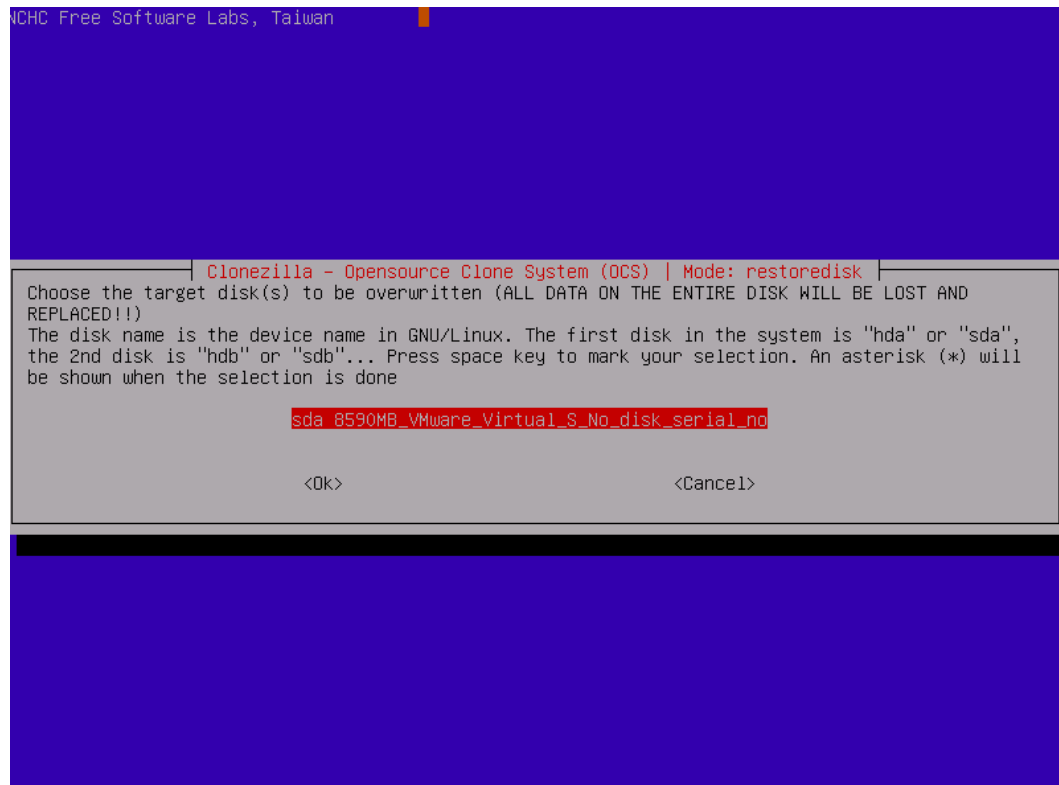 NCHC Free Software Labs, Taiwan
Clonezilla - Opensource Clone System (OCS) | Mode: restoredisk
Choose the target disk(s) to be overwritten (ALL DATA ON THE ENTIRE DISK WILL BE LOST AND
REPLACED!!)
The disk name is the device name in GNU/Linux. The first disk in the system is "hda" or "sda",
the 2nd disk is "hdb" or "sdb"... Press space key to mark your selection. An asterisk (*) will
be shown when the selection is done
sda 8590MB_VMware_Virtual_S_No_disk_serial_no
<Ok> <Cancel>